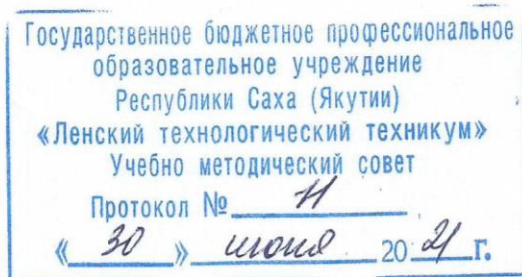 Государственное бюджетное профессиональное
образовательное учреждение
Республики Саха (Якутии)
«Ленский технологический техникум»
Учебно методический совет
Протокол № 11
« 30 » июня 20 21 г.